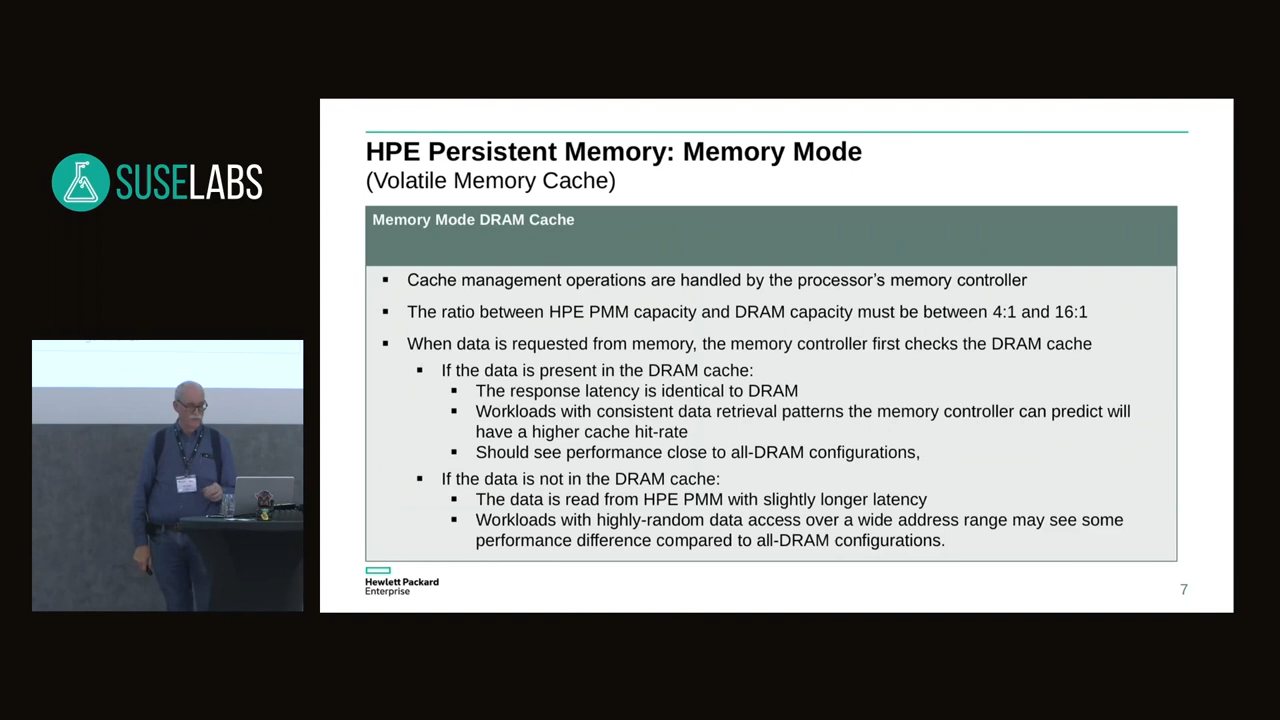 SUSELABS
HPE Persistent Memory: Memory Mode
(Volatile Memory Cache)
Memory Mode DRAM Cache
▪ Cache management operations are handled by the processor's memory controller
▪ The ratio between HPE PMM capacity and DRAM capacity must be between 4:1 and 16:1
▪ When data is requested from memory, the memory controller first checks the DRAM cache
▪ If the data is present in the DRAM cache:
▪ The response latency is identical to DRAM
▪ Workloads with consistent data retrieval patterns the memory controller can predict will
have a higher cache hit-rate
▪ Should see performance close to all-DRAM configurations,
▪ If the data is not in the DRAM cache:
▪ The data is read from HPE PMM with slightly longer latency
▪ Workloads with highly-random data access over a wide address range may see some
performance difference compared to all-DRAM configurations.
Hewlett Packard
Enterprise
7